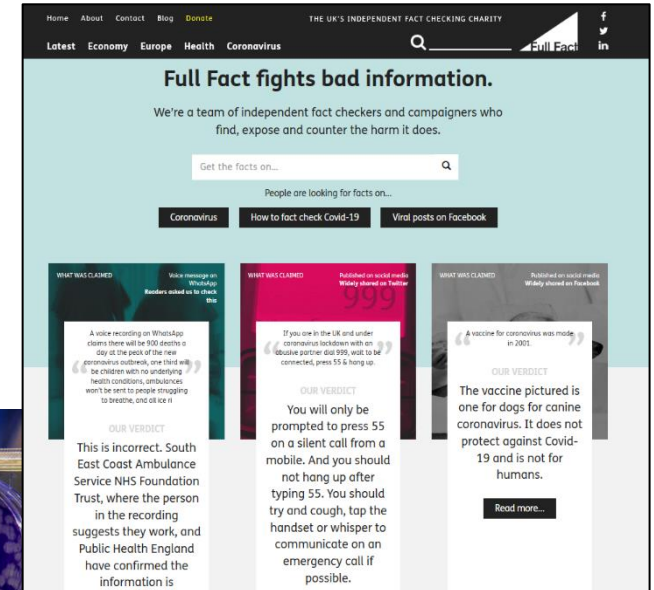 Home About Contact Blog Donate
THE UK'S INDEPENDENT FACT CHECKING CHARITY
Latest Economy Europe Health Coronavirus
Full Fact
Full Fact fights bad information.
We're a team of independent fact checkers and campaigners who
find, expose and counter the harm it does.
Get the facts on...
People are looking for facts on...
Coronavirus
How to fact check Covid-19
Viral posts on Facebook
WHAT WAS CLAIMED
Voice message on
WhatsApp
Readers asked us to check
this
A voice recording on WhatsApp
claims there will be 900 deaths a
day at the peak of the new
coronavirus outbreak, one third will
be children with no underlying
health conditions, ambulances
won't be sent to people struggling
to breathe, and all ice ri
OUR VERDICT
This is incorrect. South
East Coast Ambulance
Service NHS Foundation
Trust, where the person
in the recording
suggests they work, and
Public Health England
have confirmed the
information is
WHAT WAS CLAIMED
Published on social media
Widely shared on Twitter
999
If you are in the UK and under
coronavirus lockdown with an
abusive partner dial 999, wait to be
connected, press 55 & hang up.
OUR VERDICT
You will only be
prompted to press 55
on a silent call from a
mobile. And you should
not hang up after
typing 55. You should
try and cough, tap the
handset or whisper to
communicate on an
emergency call if
possible.
WHAT WAS CLAIMED
Published on social media
Widely shared on Facebook
A vaccine for coronavirus was made
in 2001.
OUR VERDICT
The vaccine pictured is
one for dogs for canine
coronavirus. It does not
protect against Covid-
19 and is not for
humans.
Read more...